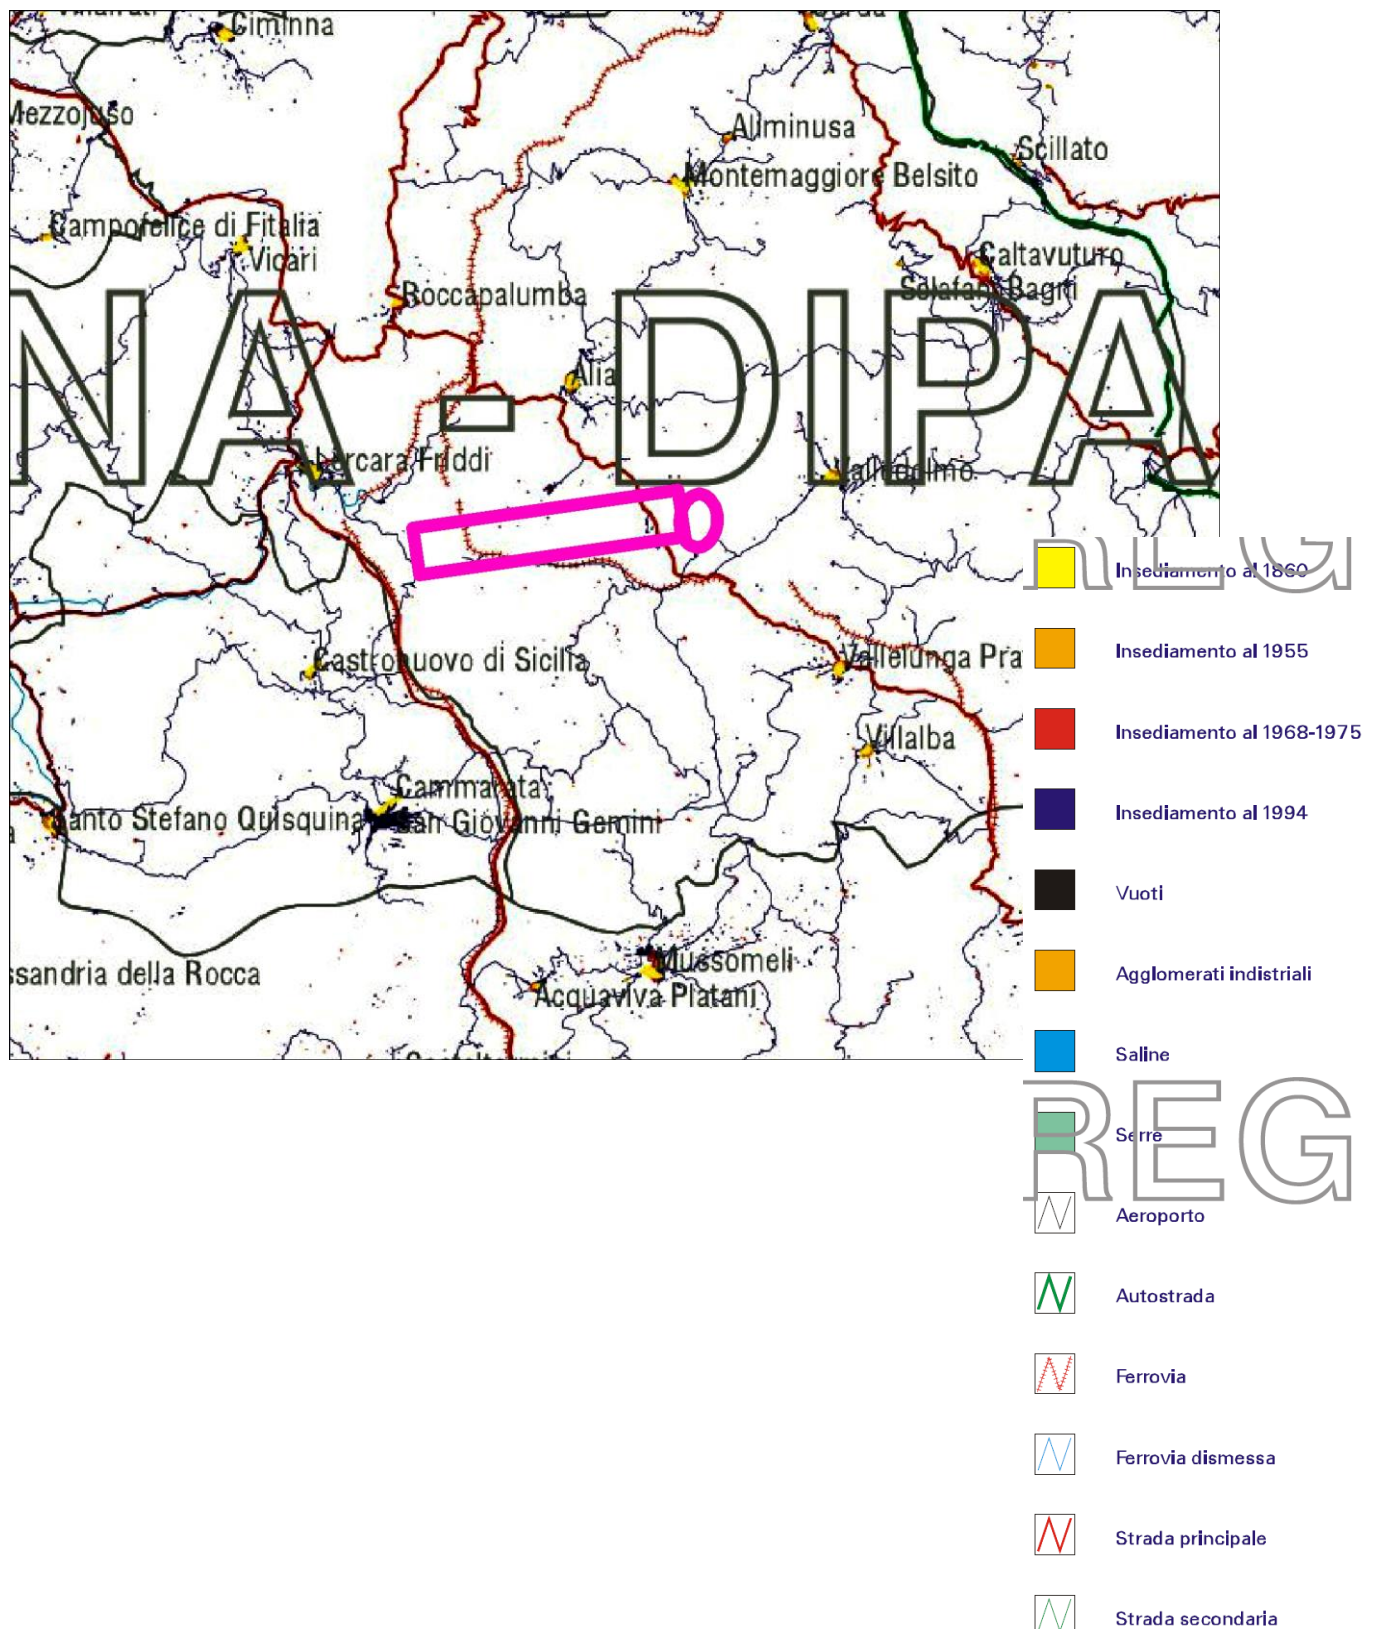 Ciminna
Mezzojuso
Aliminusa
Scillato
Montemaggiore Belsito
Campofelice di Fitalia
Vicari
Caltavuturo
Sclafani Bagni
Roccapalumba
Alia
NA - DIPA
Lercara Friddi
Valledolmo
REG
Insediamento al 1860
Insediamento al 1955
Castronuovo di Sicilia
Vallelunga Pra
Insediamento al 1968-1975
Villalba
Cammarata
Insediamento al 1994
Santo Stefano Quisquina
San Giovanni Gemini
Vuoti
Mussomeli
ssandria della Rocca
Agglomerati indistriali
Acquaviva Platani
Saline
REG
Serre
Aeroporto
Autostrada
Ferrovia
Ferrovia dismessa
Strada principale
Strada secondaria